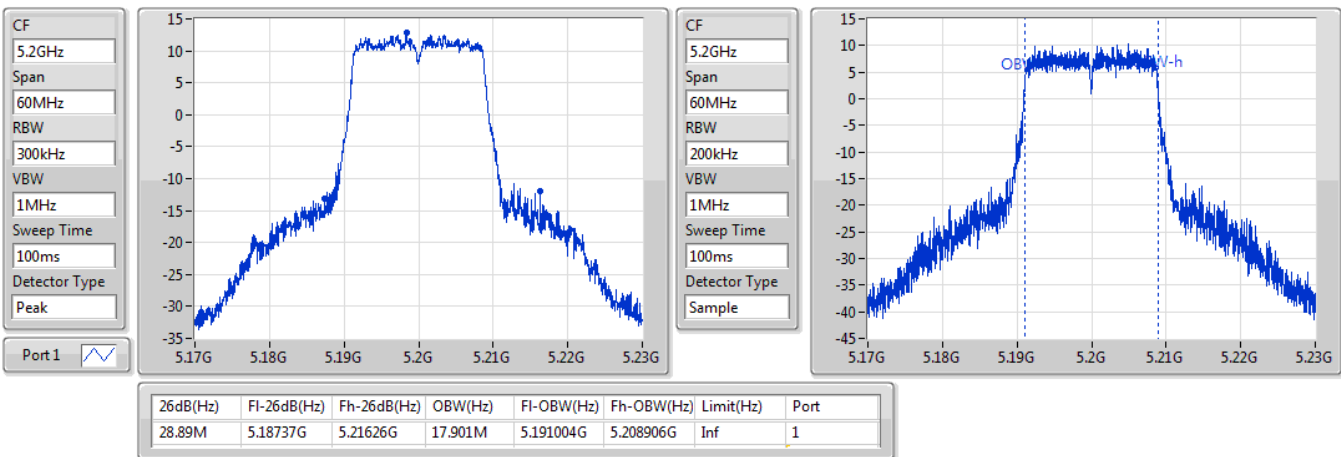 CF
5.2GHz
Span
60MHz
RBW
300kHz
VBW
1MHz
Sweep Time
100ms
Detector Type
Peak
Port 1
15
10
5
0
-5
-10
-15
-20
-25
-30
-35
5.17G 5.18G 5.19G 5.2G 5.21G 5.22G 5.23G
CF
5.2GHz
Span
60MHz
RBW
200kHz
VBW
1MHz
Sweep Time
100ms
Detector Type
Sample
15
10
5
0
-5
-10
-15
-20
-25
-30
-35
-40
-45
5.17G 5.18G 5.19G 5.2G 5.21G 5.22G 5.23G
26dB(Hz) Fl-26dB(Hz) Fh-26dB(Hz) OBW(Hz) Fl-OBW(Hz) Fh-OBW(Hz) Limit(Hz) Port
28.89M 5.18737G 5.21626G 17.901M 5.191004G 5.208906G Inf 1